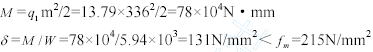 M = q₁m²/2=13.79×336²/2=78×10⁴N·mm
δ=M/W=78×10⁴/5.94×10³=131N/mm²＜fₘ=215N/mm²